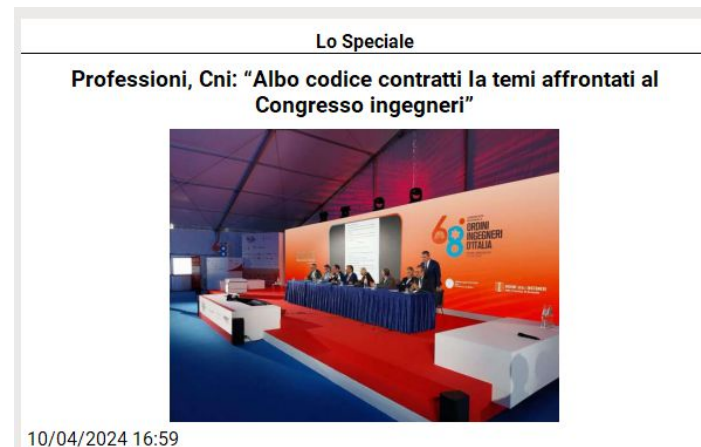 Lo Speciale
Professioni, Cni: “Albo codice contratti Ia temi affrontati al
Congresso ingegneri”
68°
ORDINI
INGEGNERI
D'ITALIA
10/04/2024 16:59